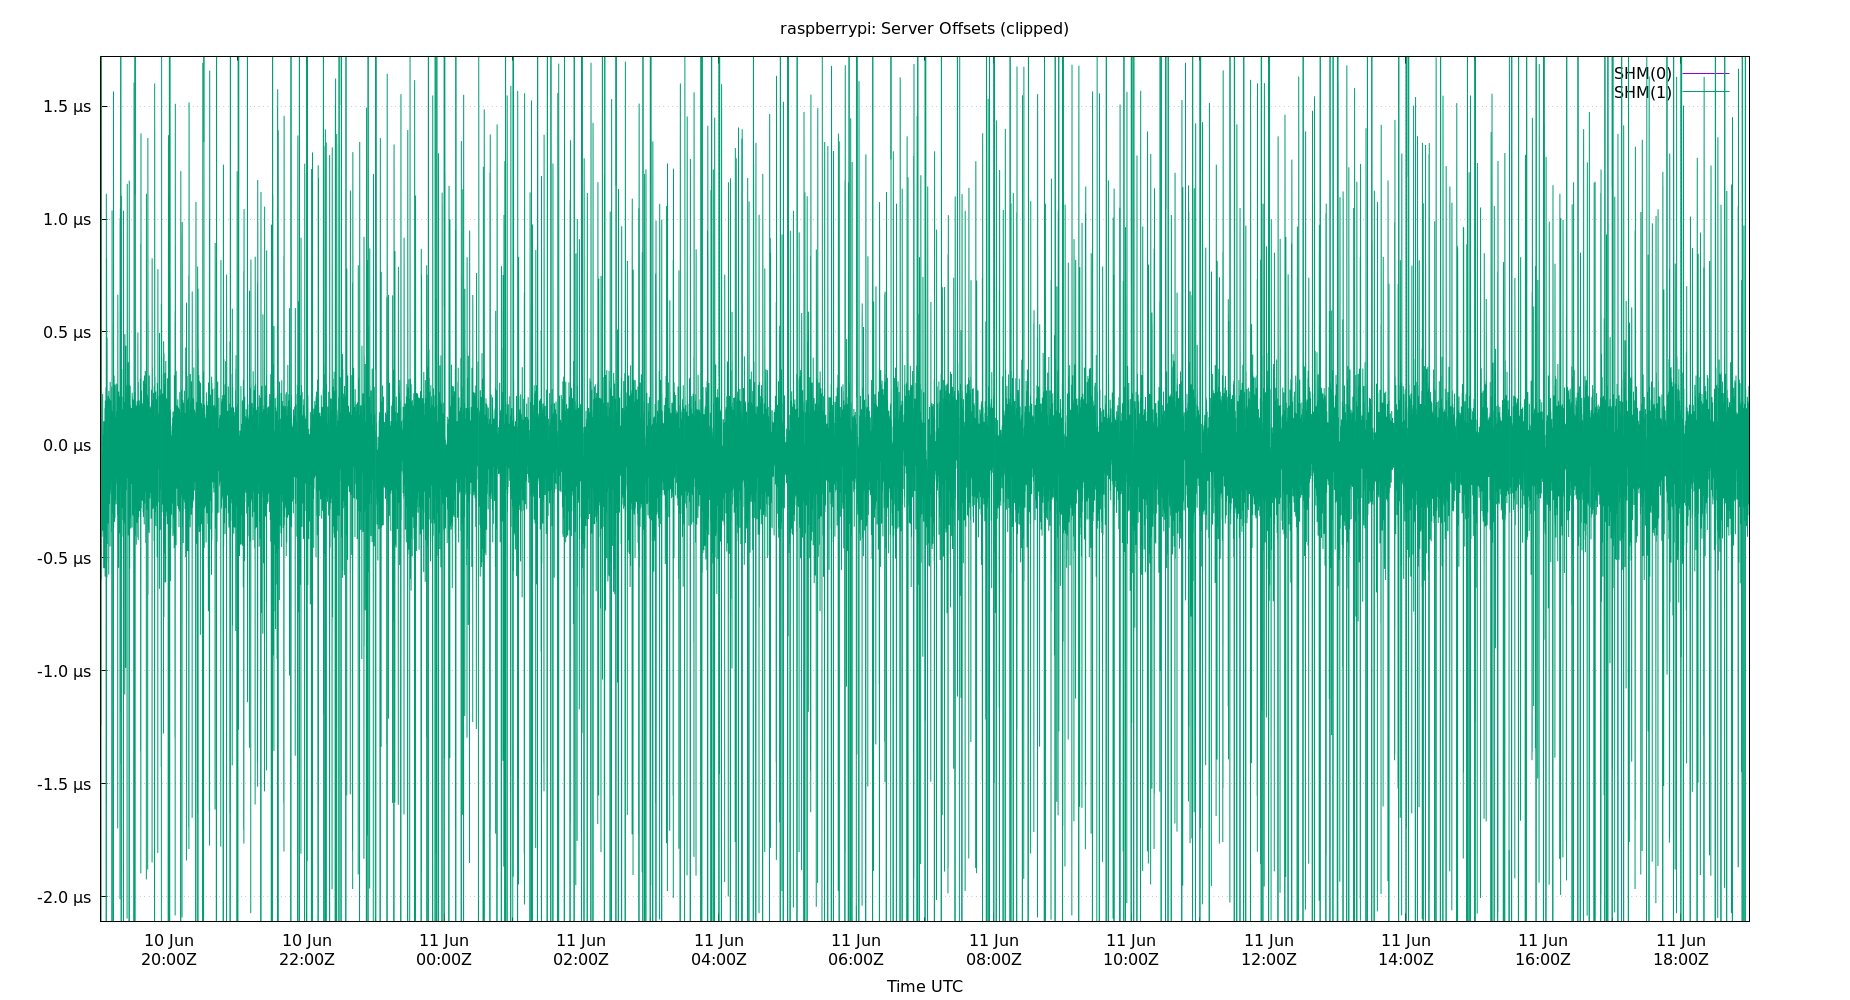 raspberrypi: Server Offsets (clipped)
SHM(0)
SHM(1)
1.5 µs
1.0 µs
0.5 µs
0.0 µs
-0.5 µs
-1.0 µs
-1.5 µs
-2.0 µs
10 Jun 10 Jun 11 Jun 11 Jun 11 Jun 11 Jun 11 Jun 11 Jun 11 Jun 11 Jun 11 Jun 11 Jun
20:00Z 22:00Z 00:00Z 02:00Z 04:00Z 06:00Z 08:00Z 10:00Z 12:00Z 14:00Z 16:00Z 18:00Z
Time UTC